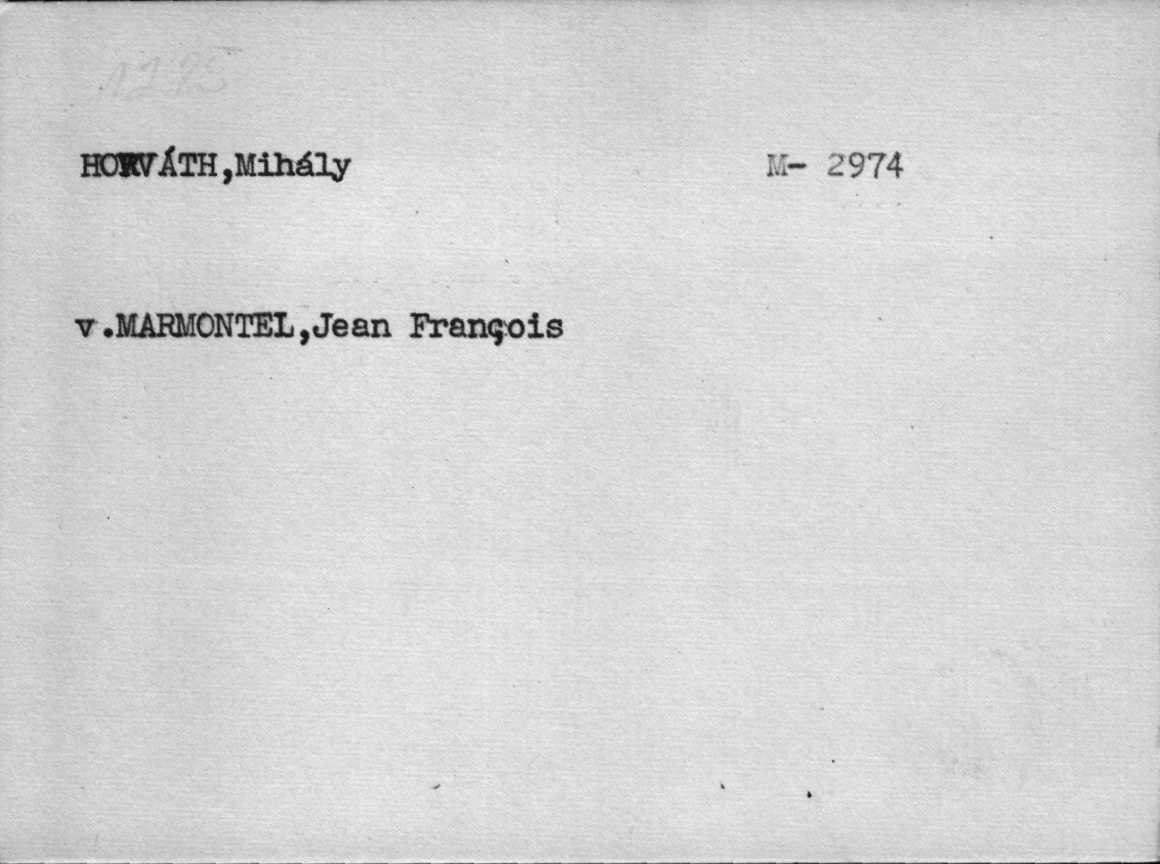 HORVÁTH,Mihály M- 2974
v.MARMONTEL,Jean François